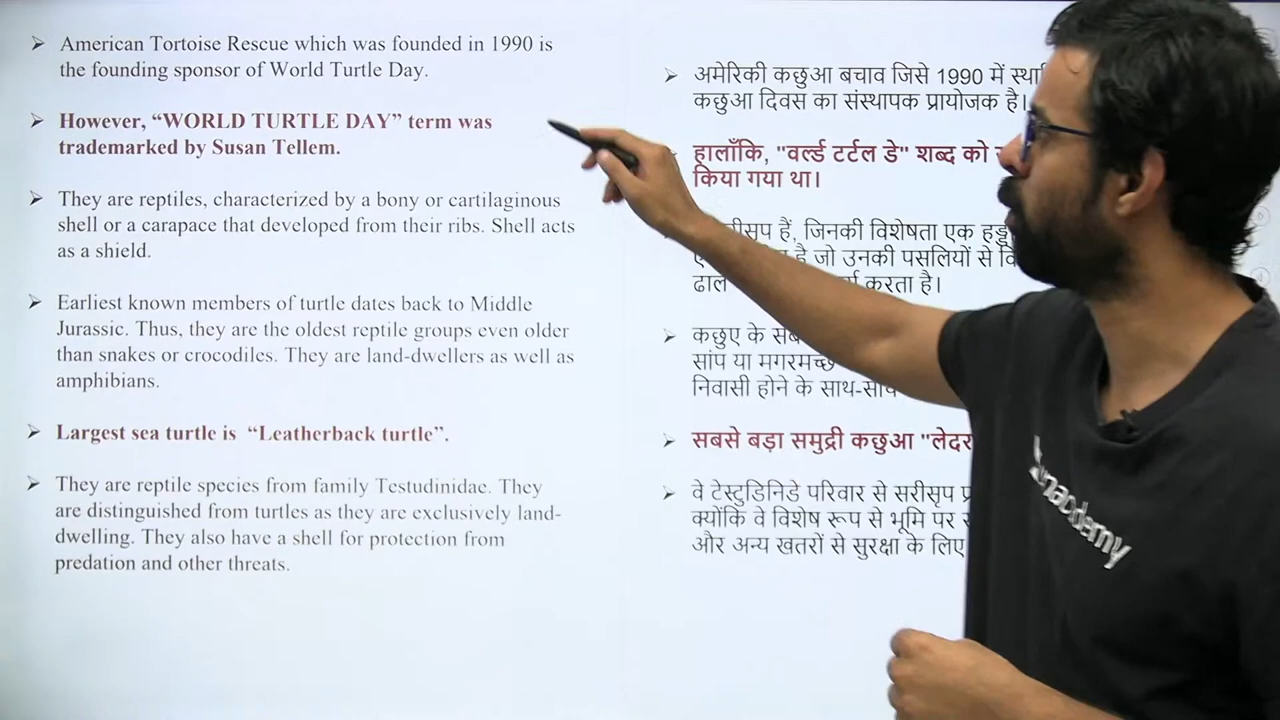 American Tortoise Rescue which was founded in 1990 is
the founding sponsor of World Turtle Day.
However, “WORLD TURTLE DAY” term was
trademarked by Susan Tellem.
They are reptiles, characterized by a bony or cartilaginous
shell or a carapace that developed from their ribs. Shell acts
as a shield.
Earliest known members of turtle dates back to Middle
Jurassic. Thus, they are the oldest reptile groups even older
than snakes or crocodiles. They are land-dwellers as well as
amphibians.
Largest sea turtle is “Leatherback turtle”.
They are reptile species from family Testudinidae. They
are distinguished from turtles as they are exclusively land-
dwelling. They also have a shell for protection from
predation and other threats.
अमेरिकी कछुआ बचाव जिसे 1990 में
कछुआ दिवस का संस्थापक प्रायोजक है।
हालाँकि, "वर्ल्ड टर्टल डे" शब्द को
किया गया था।
हैं, जिनकी विशेषता एक
है जो उनकी पसलियों से
ढाल करता है।
कछुए के
सांप या मगरमच्छ
निवासी होने के
सबसे बड़ा समुद्री कछुआ
वे टेस्टुडिनिडे परिवार से सरीसृप
क्योंकि वे विशेष रूप से भूमि पर
और अन्य खतरों से सुरक्षा के लिए
unacademy